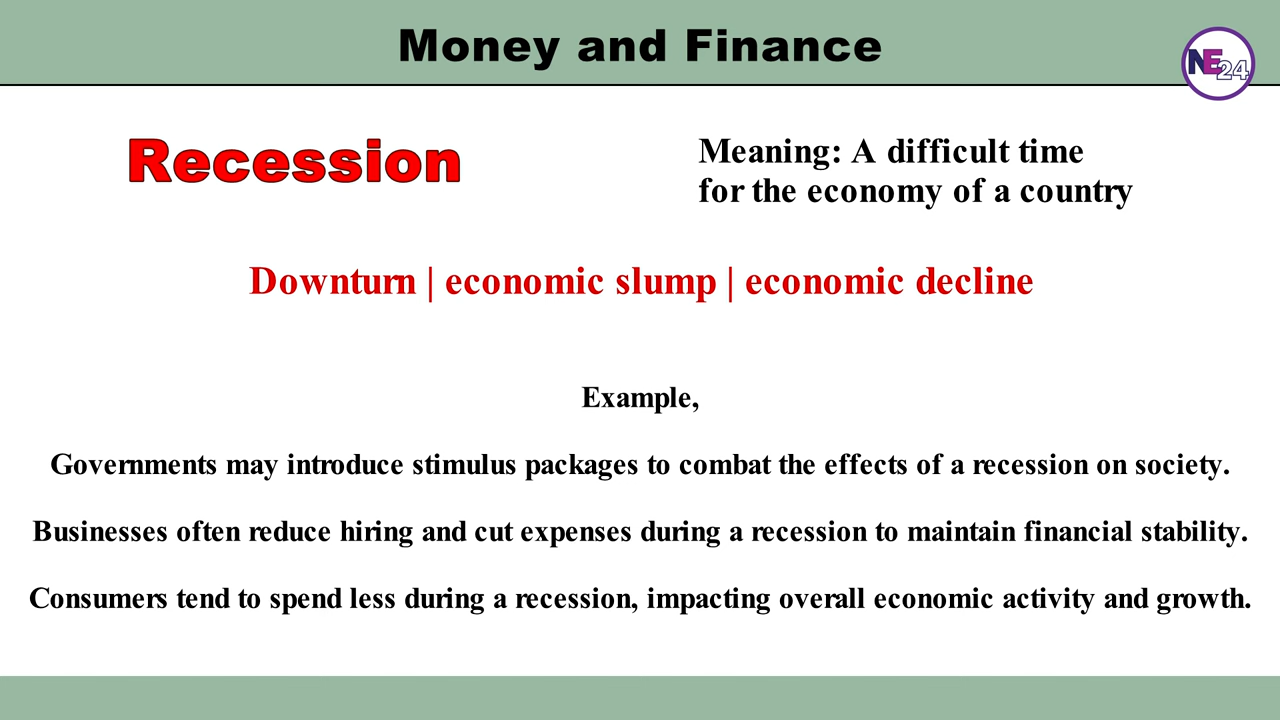 Money and Finance
NE24
Recession
Meaning: A difficult time
for the economy of a country
Downturn | economic slump | economic decline
Example,
Governments may introduce stimulus packages to combat the effects of a recession on society.
Businesses often reduce hiring and cut expenses during a recession to maintain financial stability.
Consumers tend to spend less during a recession, impacting overall economic activity and growth.